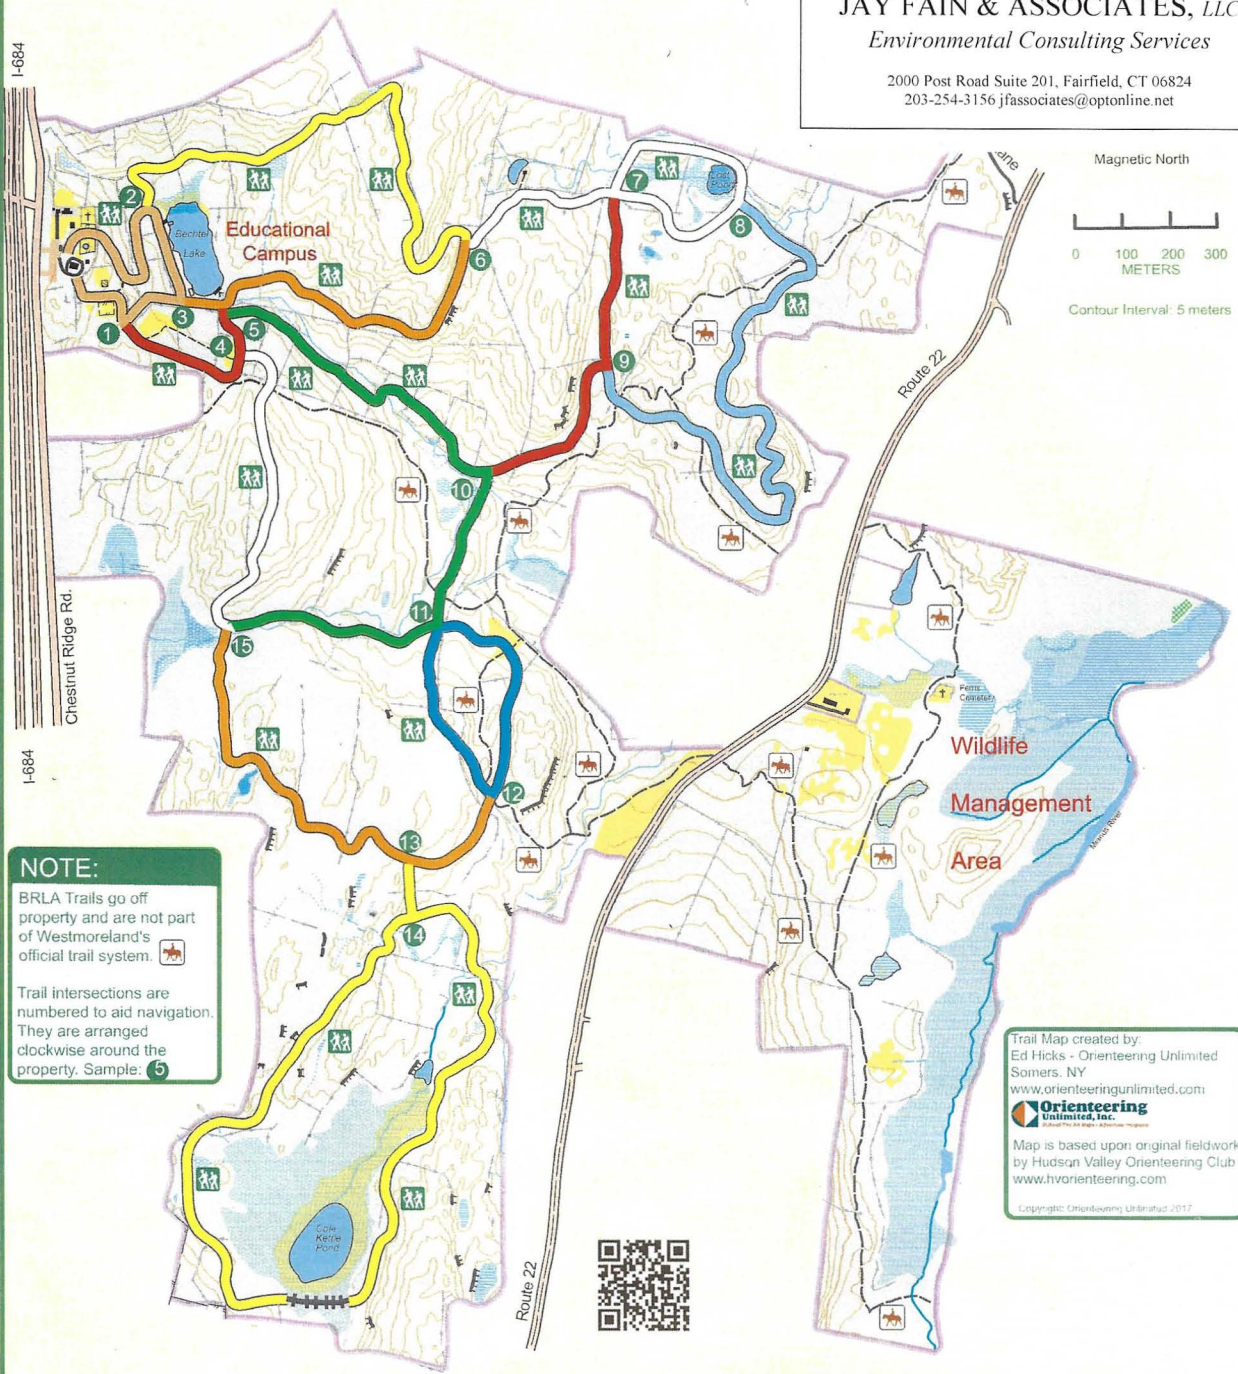 JAY FAIN & ASSOCIATES, LLC
Environmental Consulting Services
2000 Post Road Suite 201, Fairfield, CT 06824
203-254-3156 jfassociates@optonline.net
I-684
Magnetic North
0 100 200 300
METERS
Contour Interval: 5 meters
2
7
8
Bechtel
Lake
Educational
Campus
6
1
3
4
5
9
Route 22
10
11
15
Chestnut Ridge Rd.
I-684
Ferris
Cemetery
Wildlife
Management
Area
12
13
14
NOTE:
BRLA Trails go off
property and are not part
of Westmoreland's
official trail system.
Trail intersections are
numbered to aid navigation.
They are arranged
clockwise around the
property. Sample: 5
Cole
Kettle
Pond
Route 22
Trail Map created by:
Ed Hicks - Orienteering Unlimited
Somers, NY
www.orienteeringunlimited.com
Orienteering
Unlimited, Inc.
Map is based upon original fieldwork
by Hudson Valley Orienteering Club
www.hvorienteering.com
Copyright: Orienteering Unlimited 2017